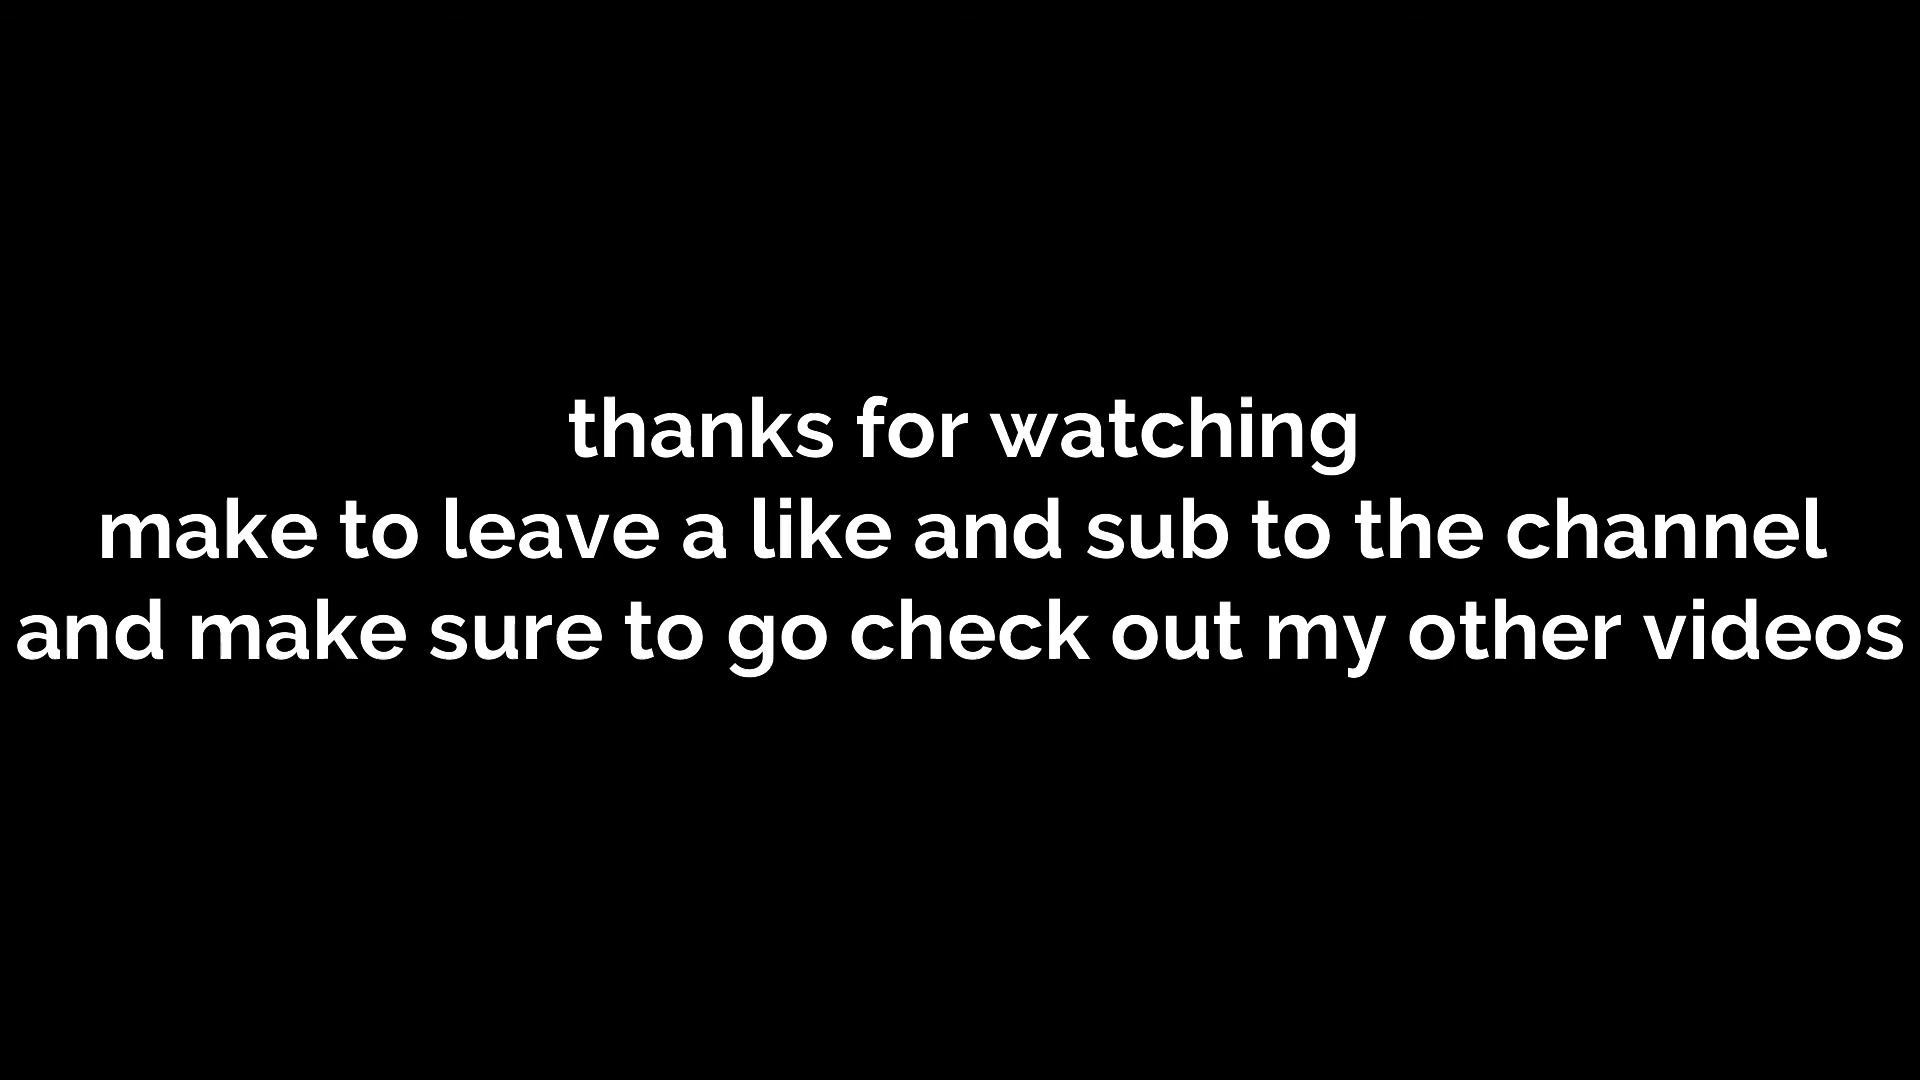 thanks for watching
make to leave a like and sub to the channel
and make sure to go check out my other videos